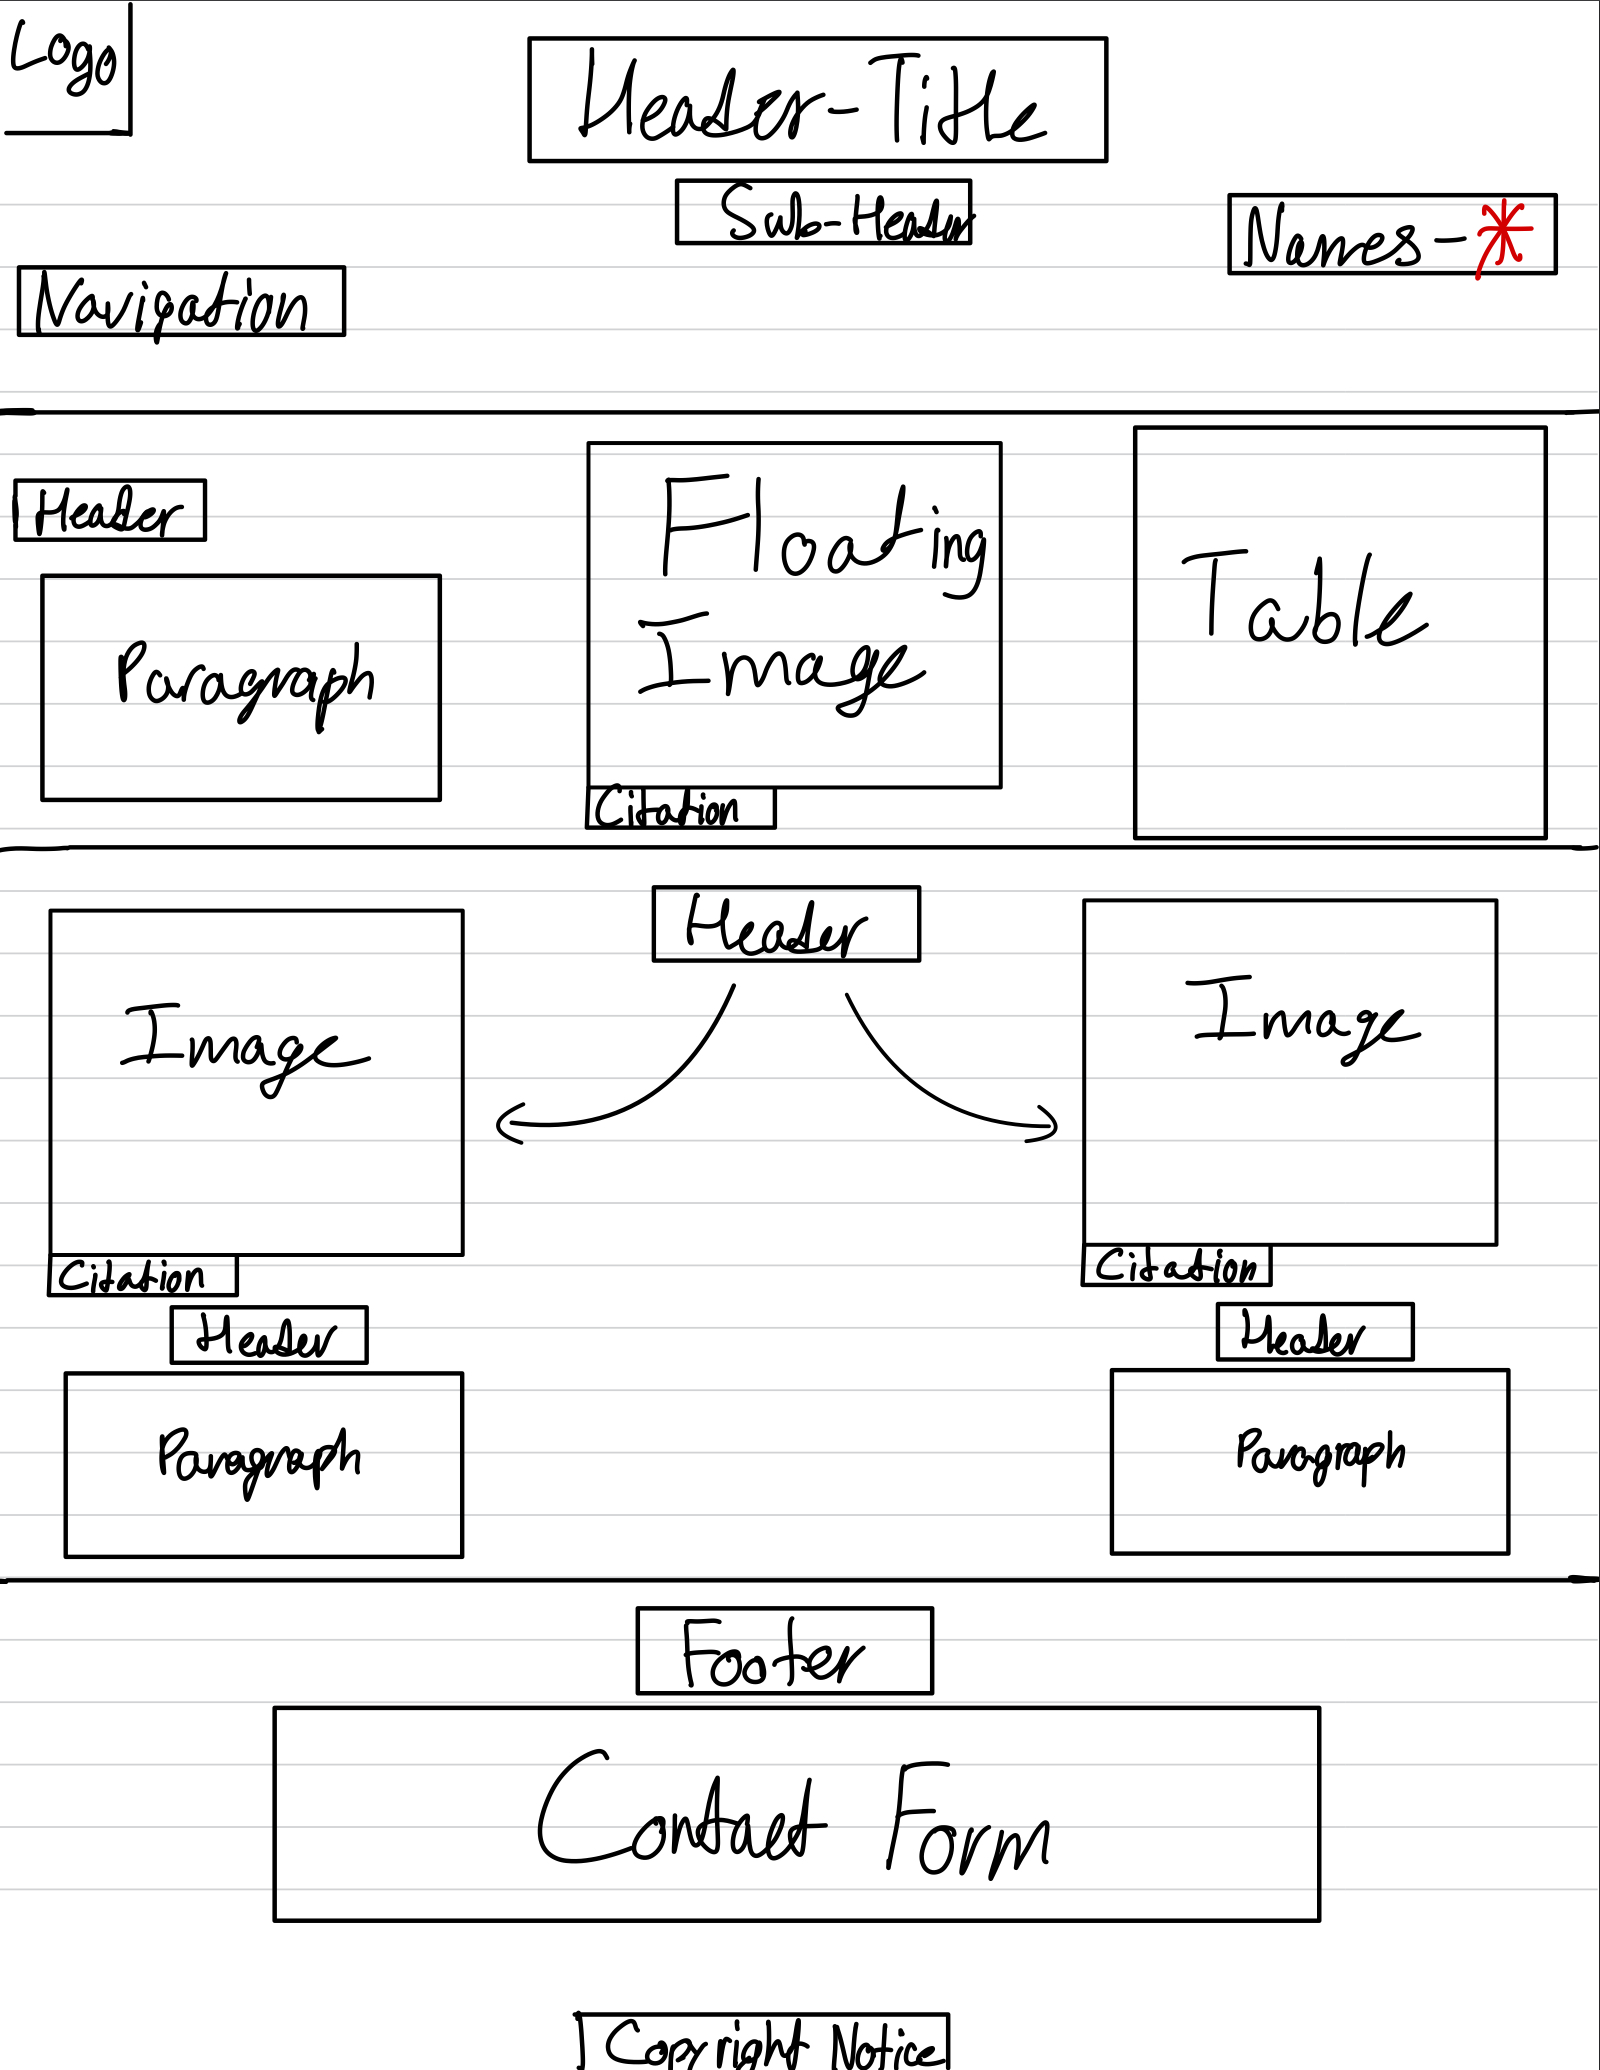 Logo
Header-Title
Sub-Header
Names-*
Navigation
Header
Paragraph
Floating
Image
Citation
Table
Header
Image
Citation
Header
Paragraph
Image
Citation
Header
Paragraph
Footer
Contact Form
Copyright Notice